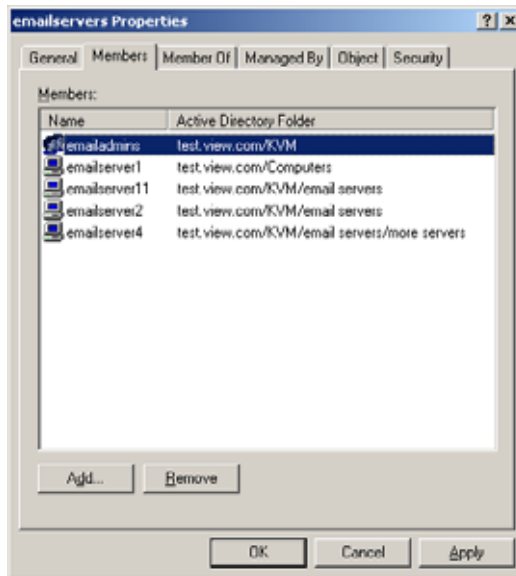 emailservers Properties
General Members Member Of Managed By Object Security
Members:
Name Active Directory Folder
emailadmins test.view.com/KVM
emailserver1 test.view.com/Computers
emailserver11 test.view.com/KVM/email servers
emailserver2 test.view.com/KVM/email servers
emailserver4 test.view.com/KVM/email servers/more servers
Add... Remove
OK Cancel Apply